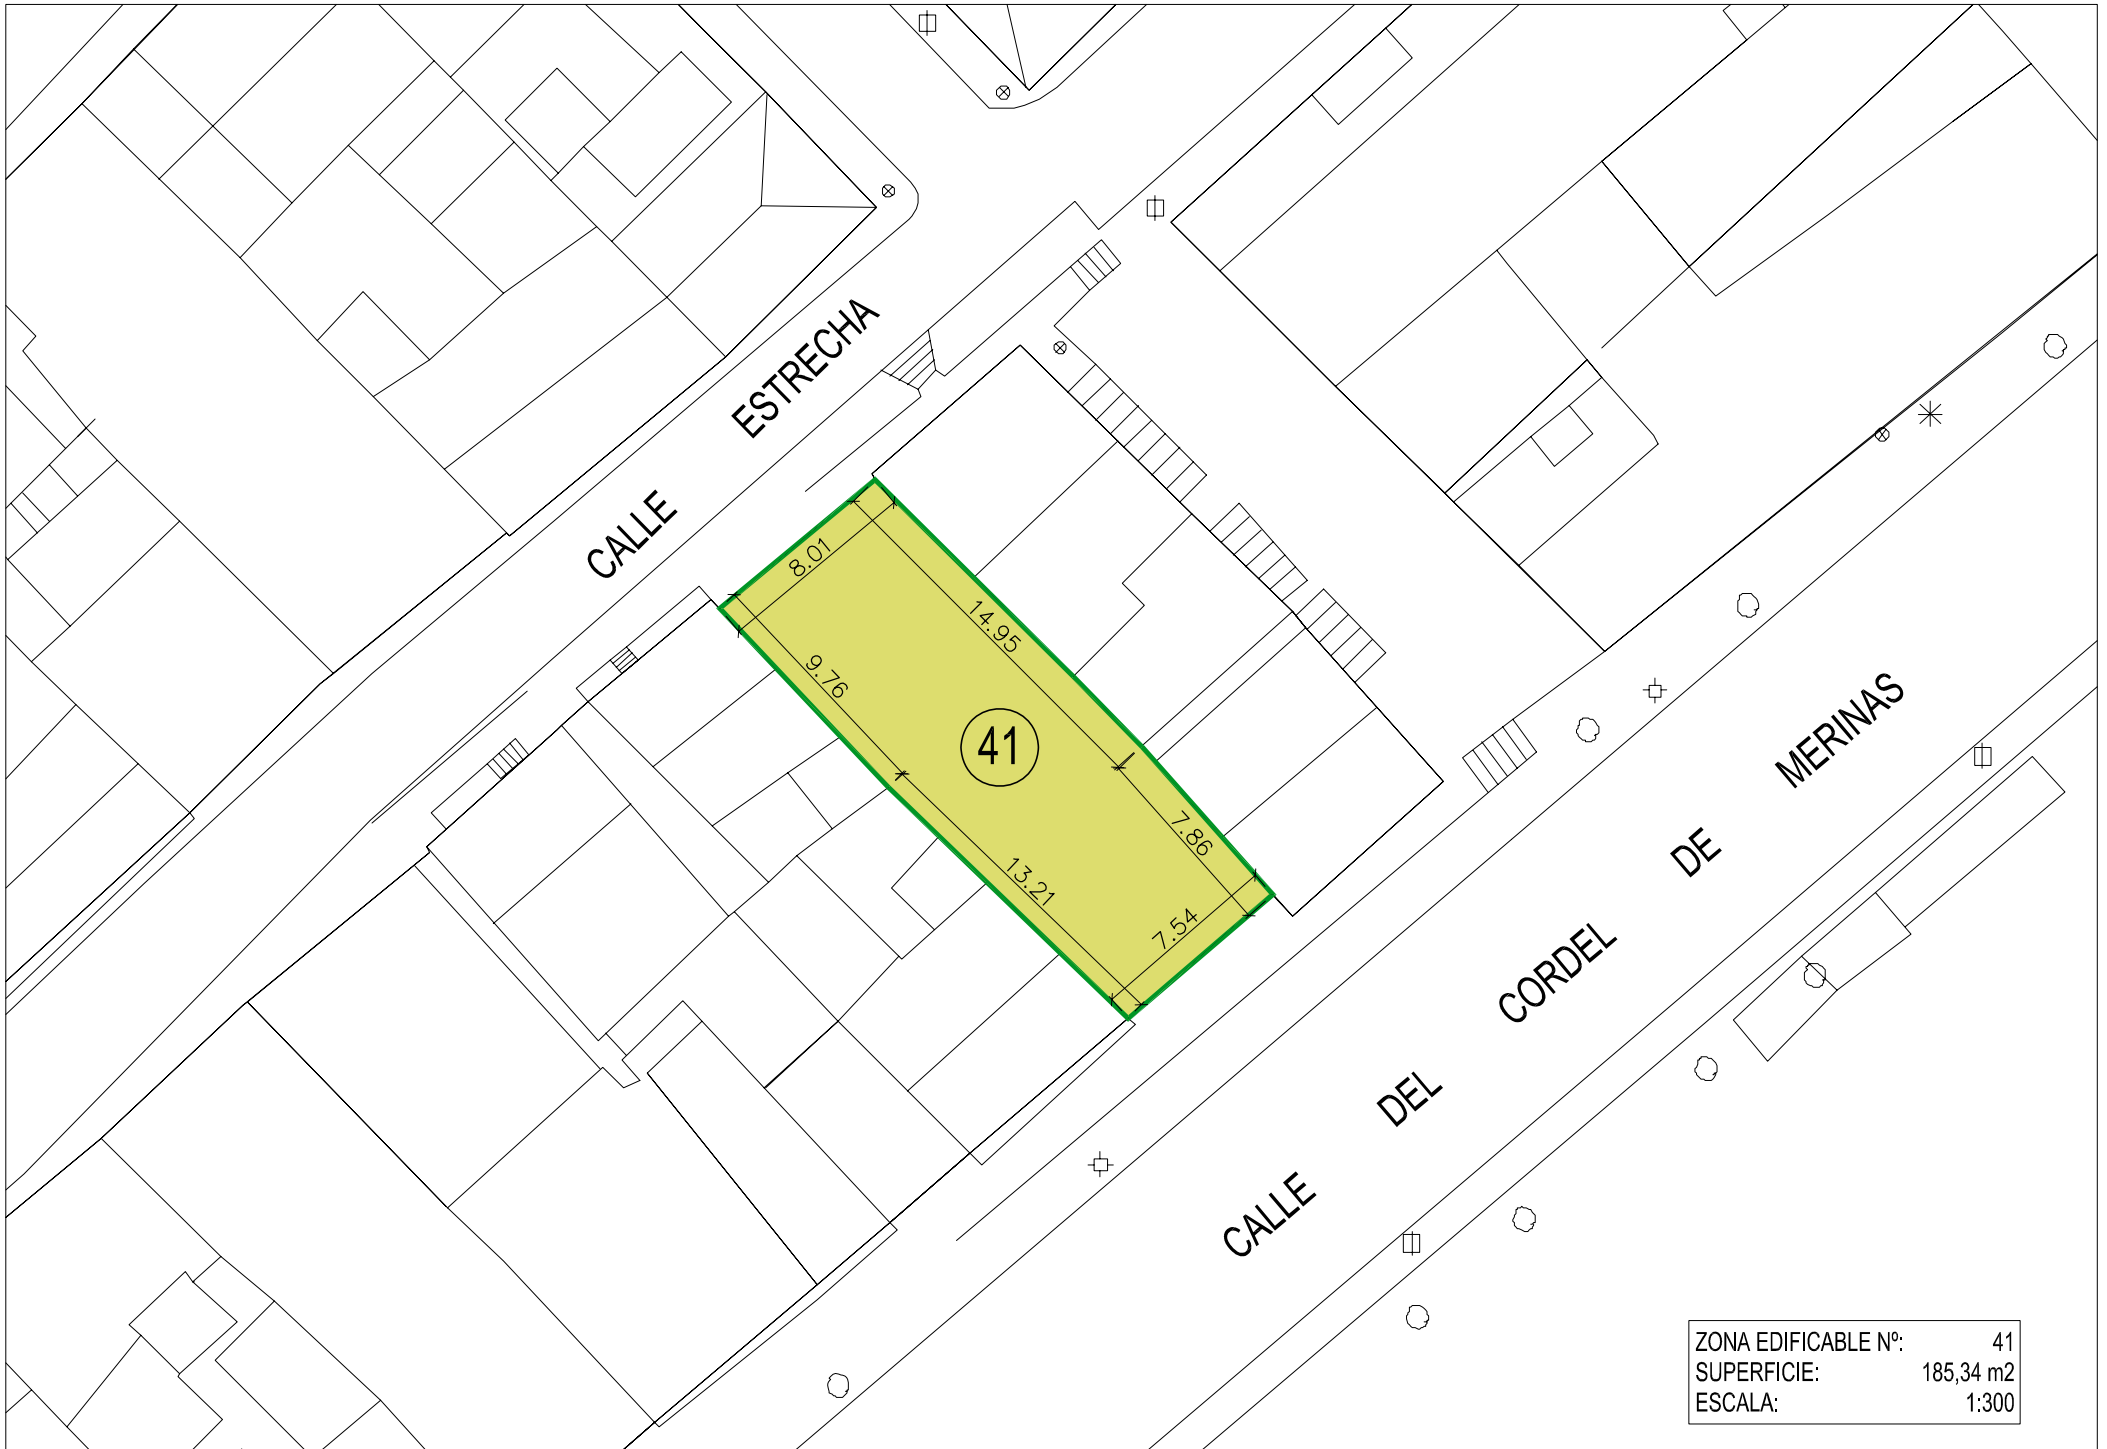 CALLE ESTRECHA
8.01
14.95
9.76
41
7.86
13.21
7.54
CALLE DEL CORDEL DE MERINAS
ZONA EDIFICABLE Nº: 41
SUPERFICIE: 185,34 m2
ESCALA: 1:300